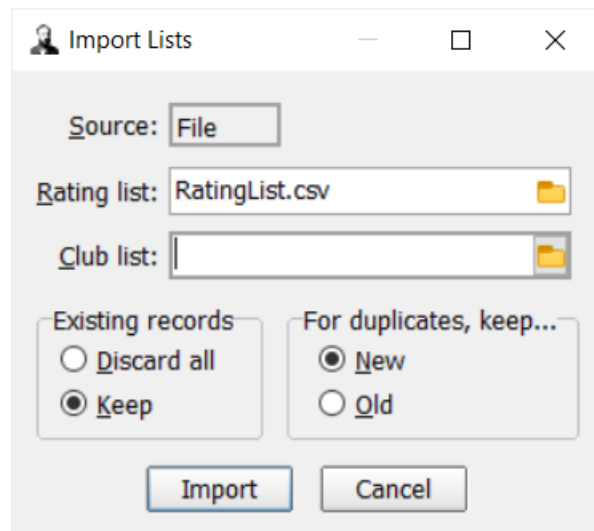 Import Lists
Source: File
Rating list: RatingList.csv
Club list:
Existing records
For duplicates, keep...
Discard all
New
Keep
Old
Import
Cancel